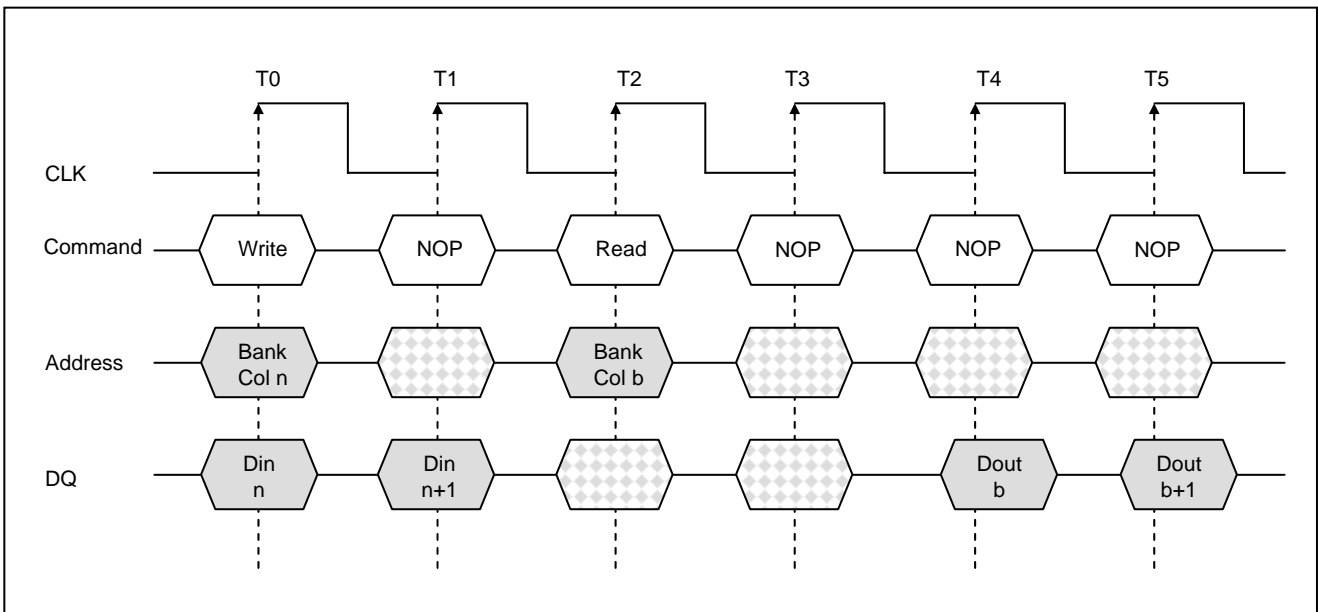 T0 T1 T2 T3 T4 T5
CLK
Command Write NOP Read NOP NOP NOP
Address Bank Col n Bank Col b
DQ Din n Din n+1 Dout b Dout b+1